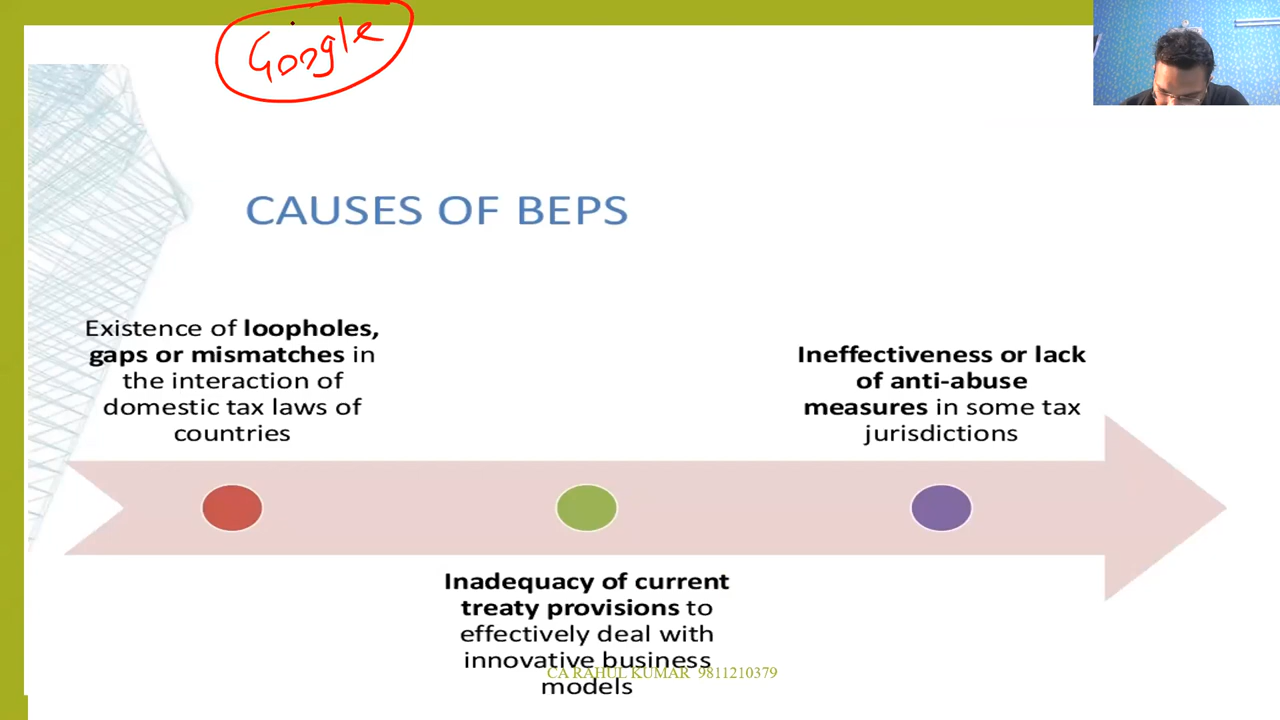 Google
CAUSES OF BEPS
Existence of loopholes,
gaps or mismatches in
the interaction of
domestic tax laws of
countries
Inadequacy of current
treaty provisions to
effectively deal with
innovative business
models
Ineffectiveness or lack
of anti-abuse
measures in some tax
jurisdictions
CA RAHUL KUMAR 9811210379